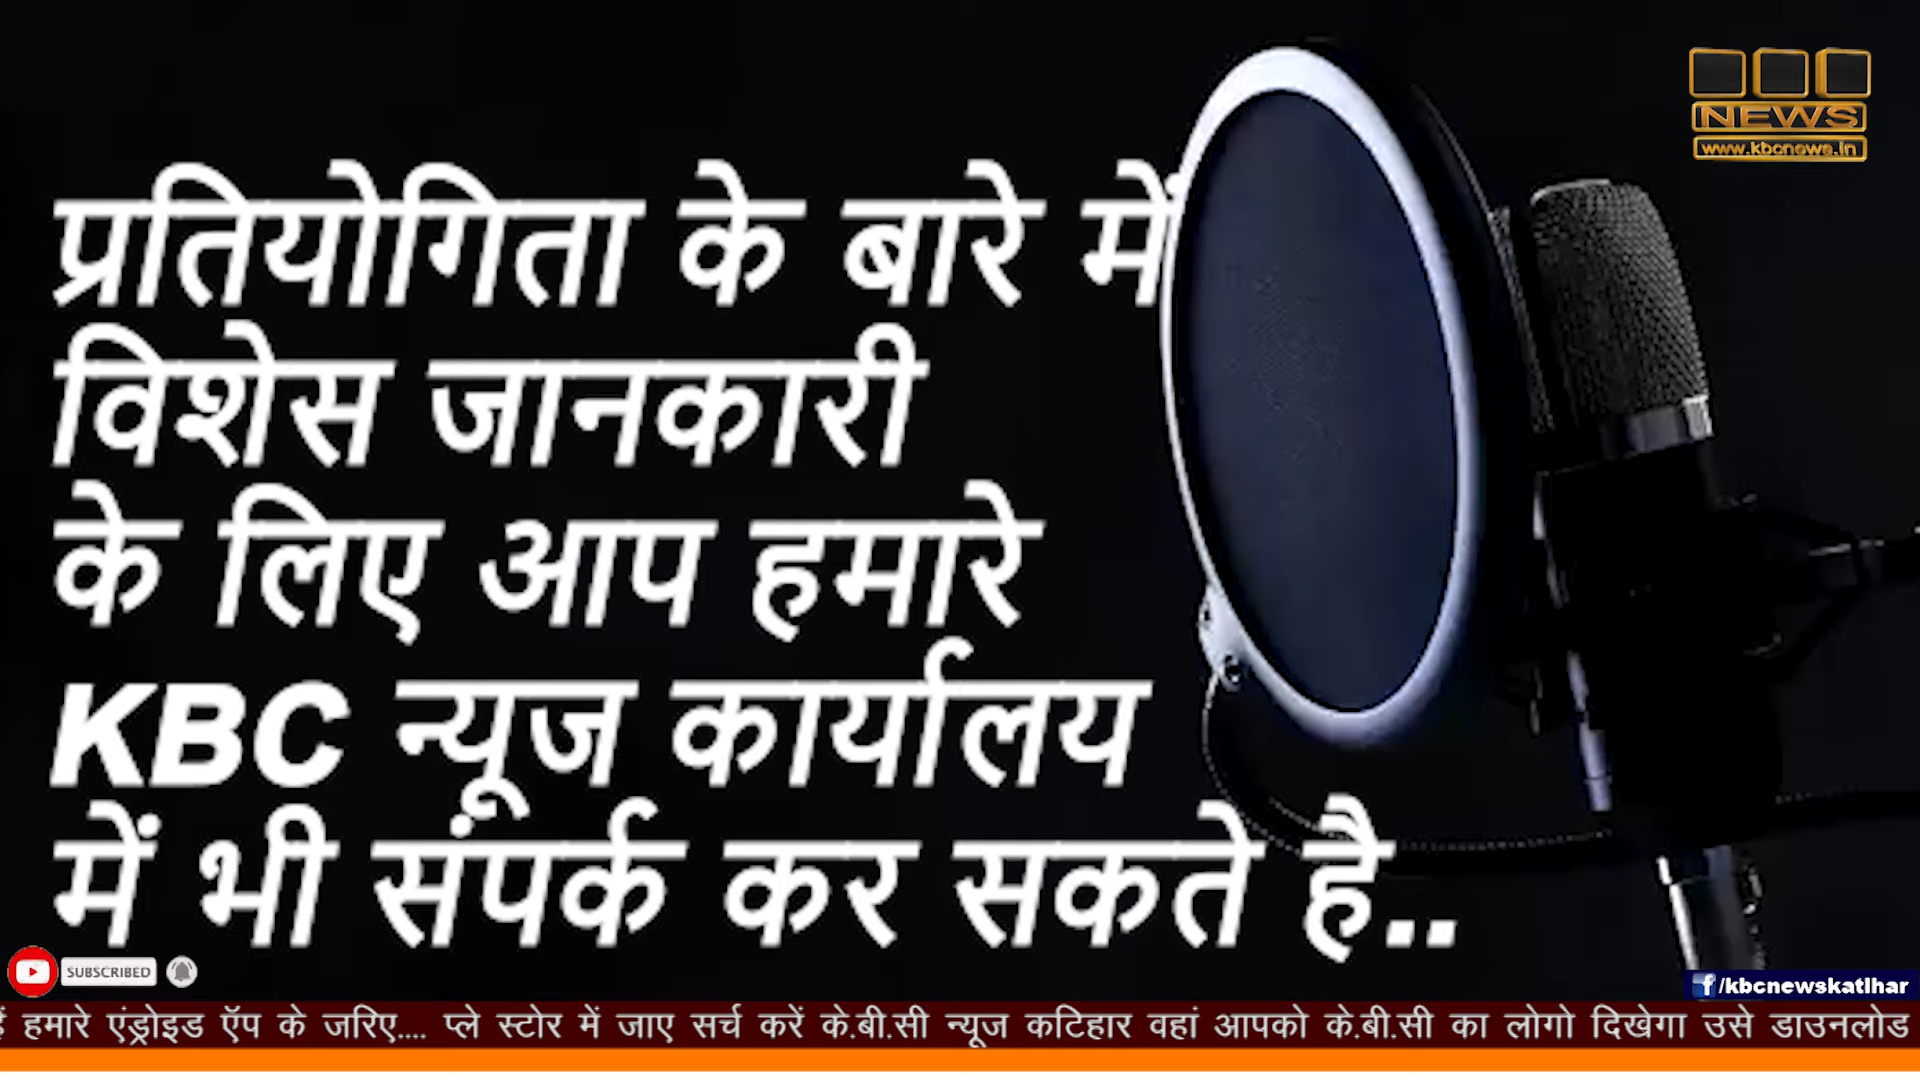 NEWS
www.kbcnews.in
प्रतियोगिता के बारे में
विशेस जानकारी
के लिए आप हमारे
KBC न्यूज कार्यालय
में भी संपर्क कर सकते है..
SUBSCRIBED
f/kbcnewskatihar
हमारे एंड्रोइड ऍप के जरिए.... प्ले स्टोर में जाए सर्च करें के.बी.सी न्यूज कटिहार वहां आपको के.बी.सी का लोगो दिखेगा उसे डाउनलोड